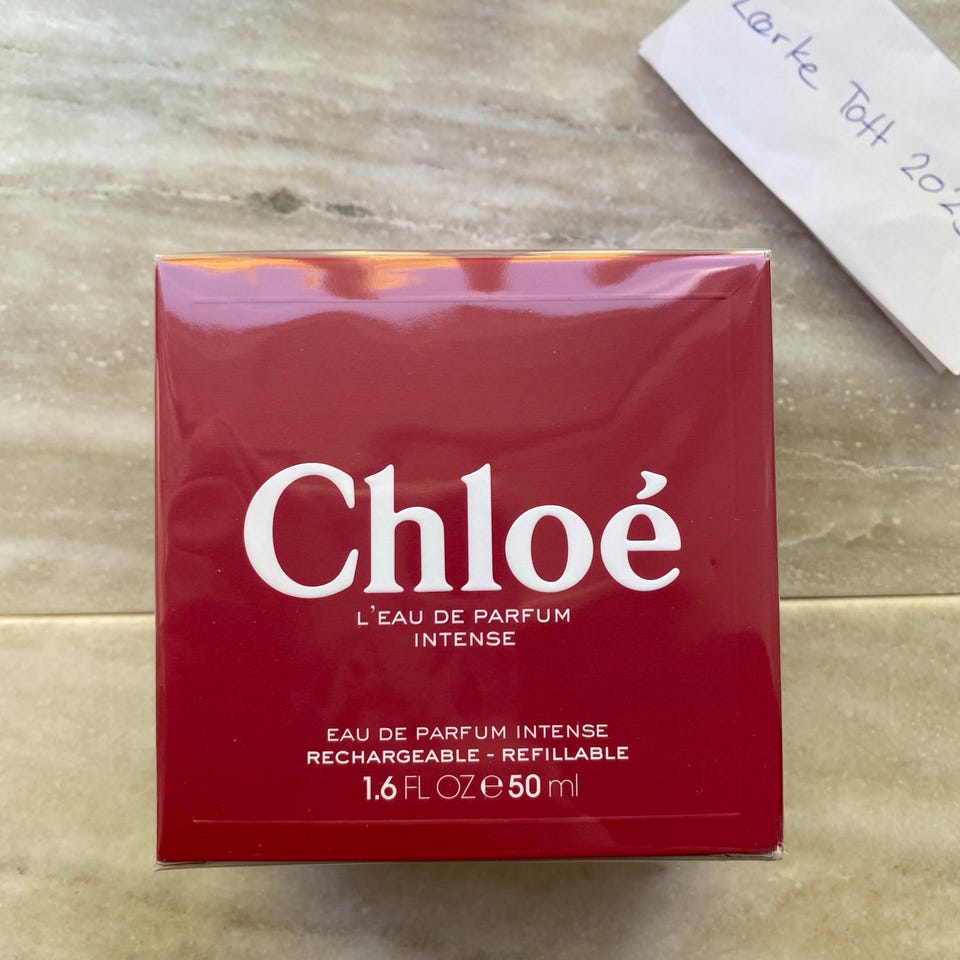 Lærke Toft 202
Chloé
L'EAU DE PARFUM
INTENSE
EAU DE PARFUM INTENSE
RECHARGEABLE - REFILLABLE
1.6 FL OZ e 50 ml